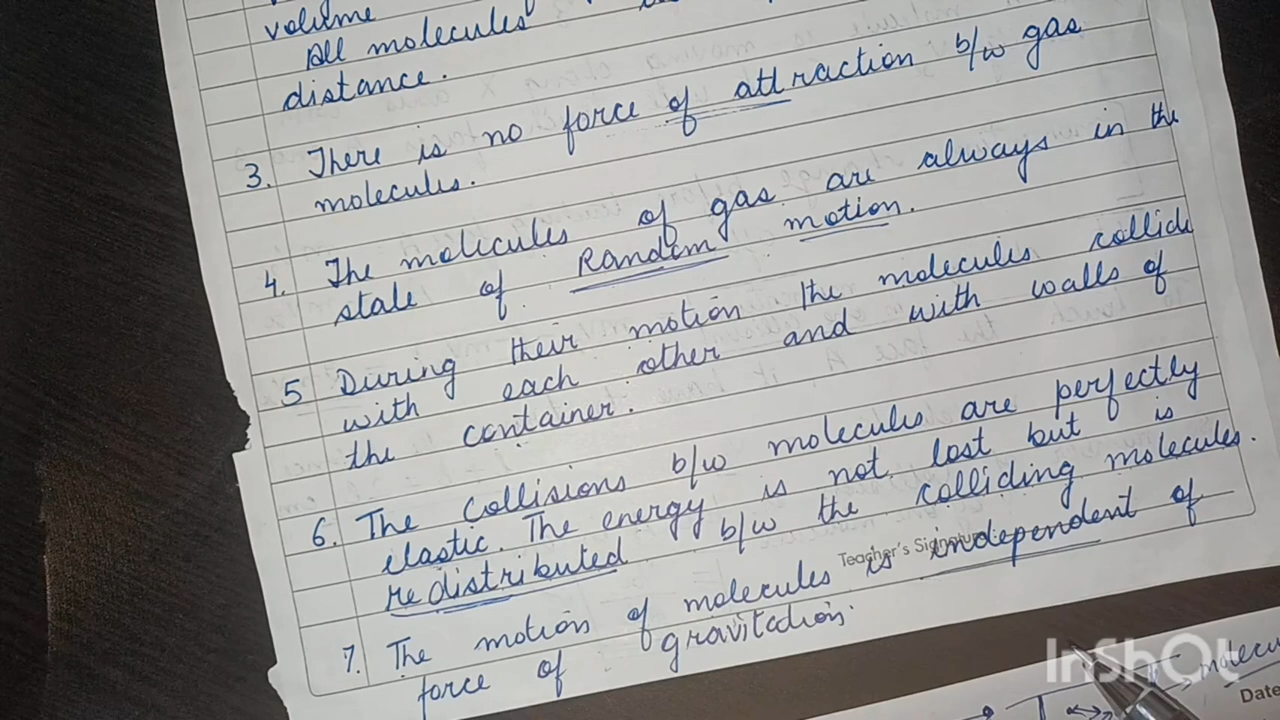 volume
All molecules
distance.
3. There is no force of attraction b/w gas
molecules.
4. The molecules of gas are always in the
state of Random motion.
5 During their motion the molecules collide
with each other and with walls of
the container.
6. The collisions b/w molecules are perfectly
elastic. The energy is not lost but is
redistributed b/w the colliding molecules.
Teacher's Signature
7. The motion of molecules is independent of
force of gravitation.
InShOt
molecu
Date